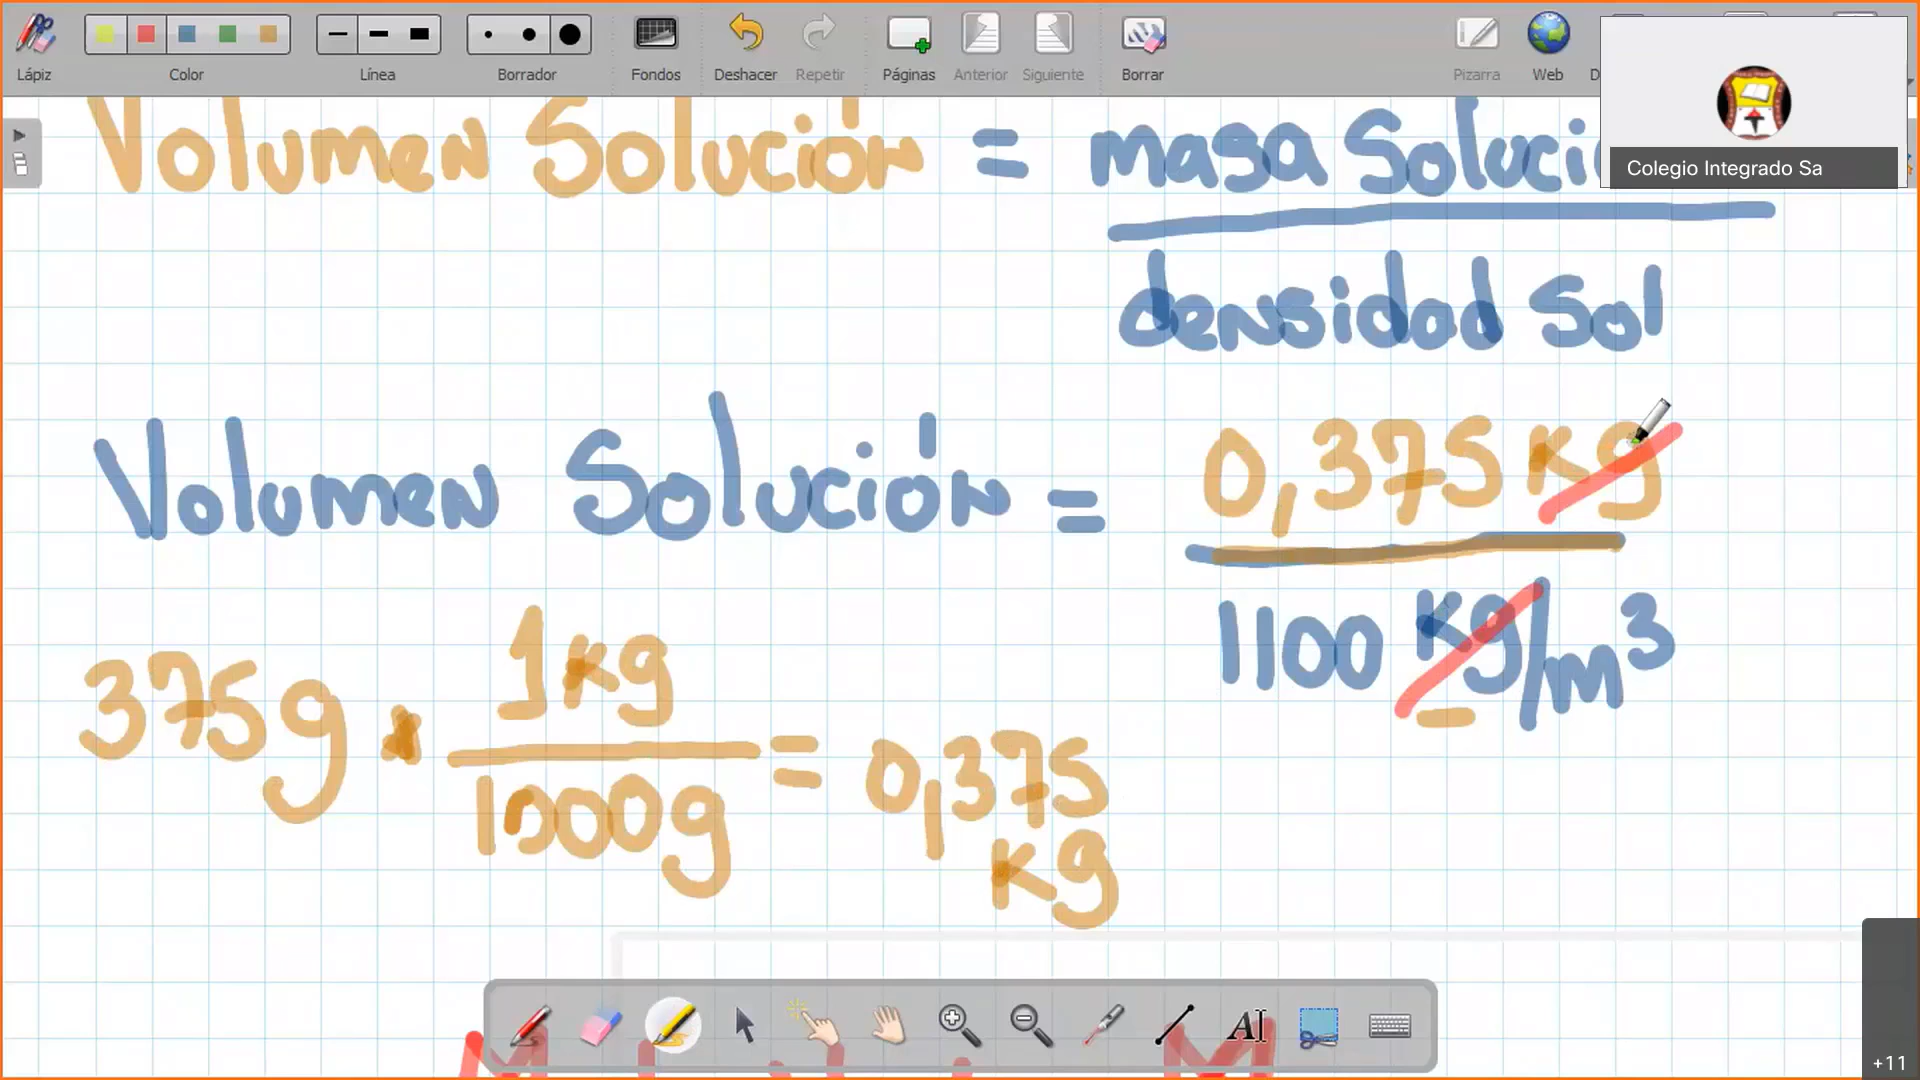 Lápiz Color Línea Borrador Fondos Deshacer Repetir Páginas Anterior Siguiente Borrar Pizarra Web D
Colegio Integrado Sa
Volumen Solución = masa Soluci
densidad Sol
Volumen Solución = 0,375 kg
1100 kg/m³
375g * 1kg = 0,375
1000g kg
+11